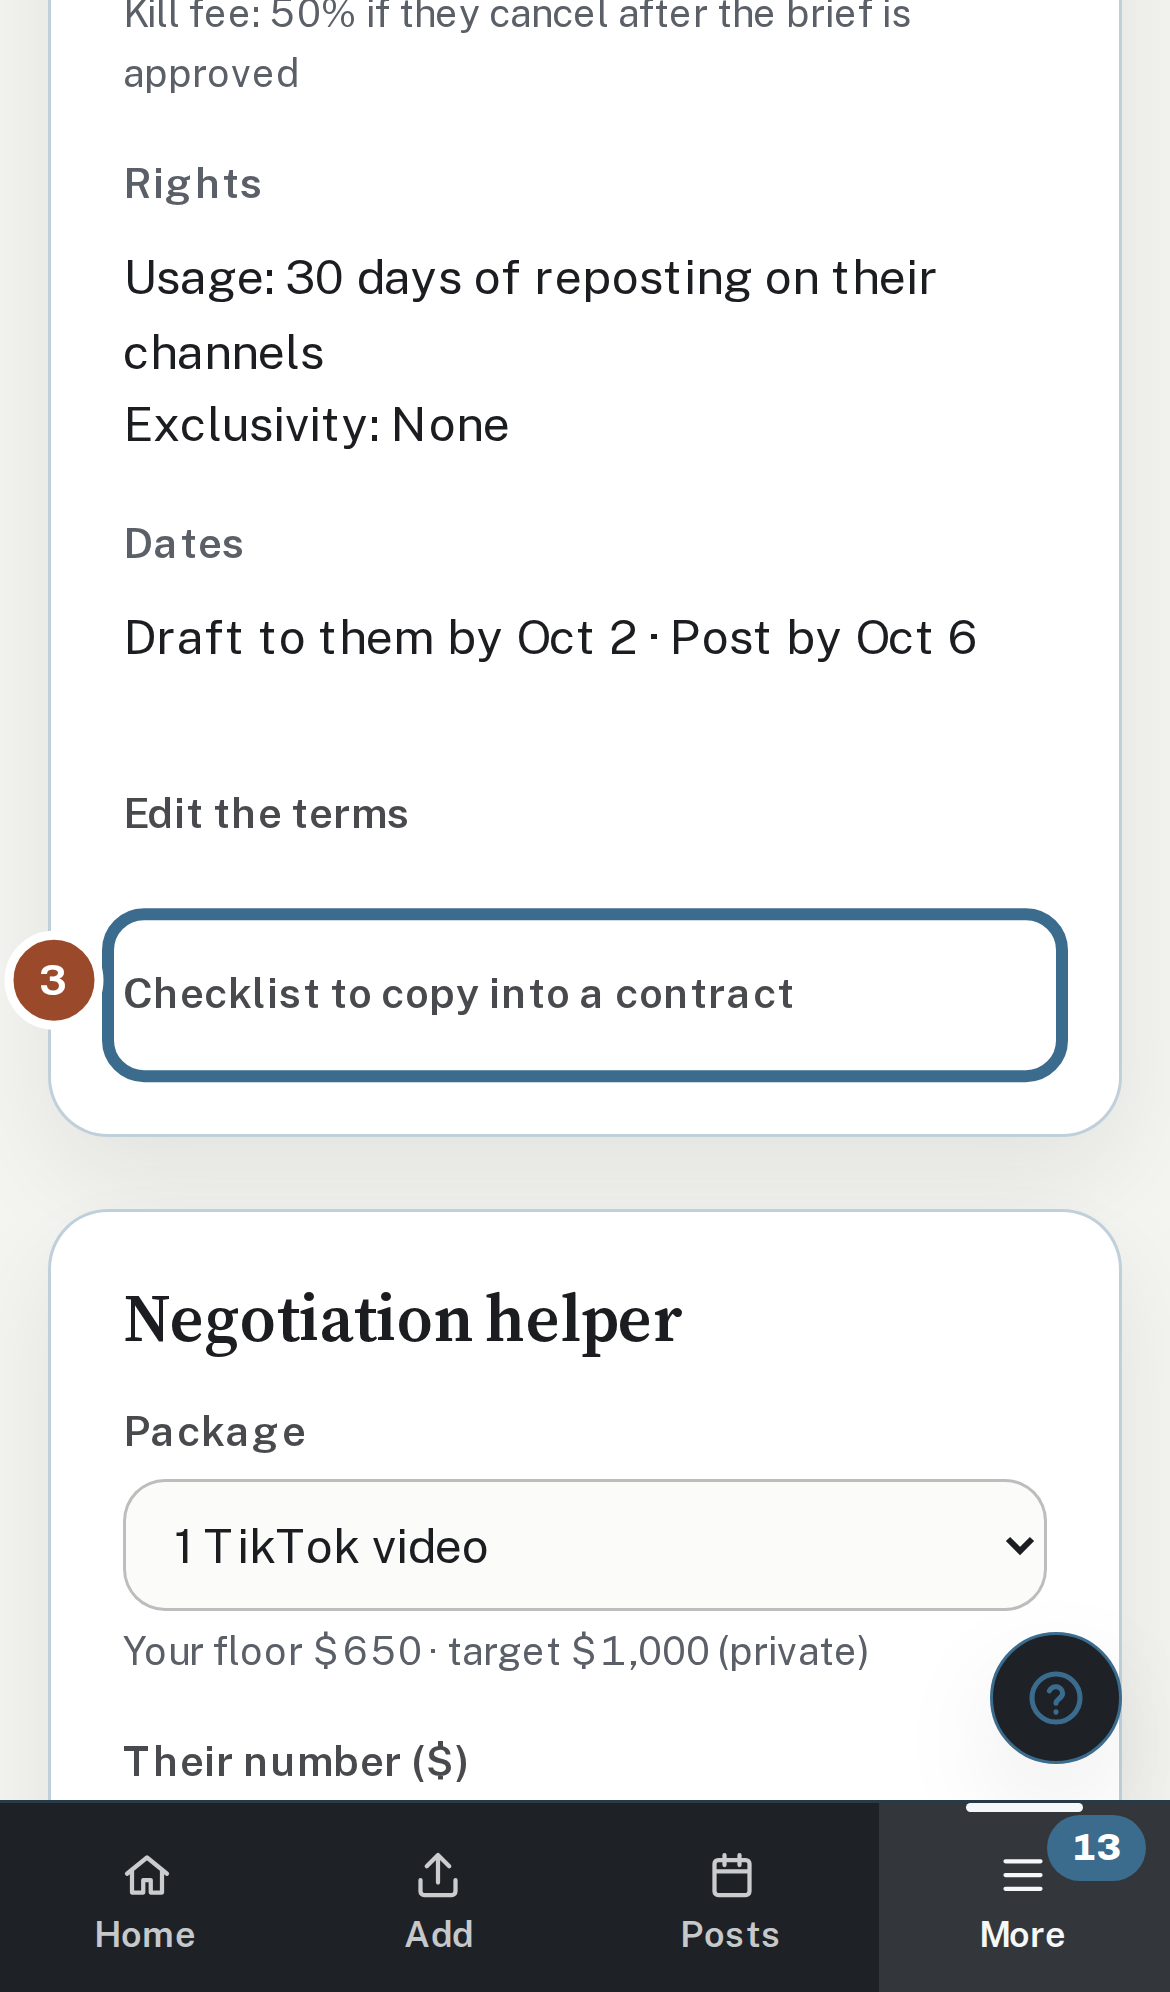 Kill fee: 50% if they cancel after the brief is
approved
Rights
Usage: 30 days of reposting on their
channels
Exclusivity: None
Dates
Draft to them by Oct 2 · Post by Oct 6
Edit the terms
3
Checklist to copy into a contract
Negotiation helper
Package
1 TikTok video
Your floor $650 · target $1,000 (private)
Their number ($)
13
Home
Add
Posts
More